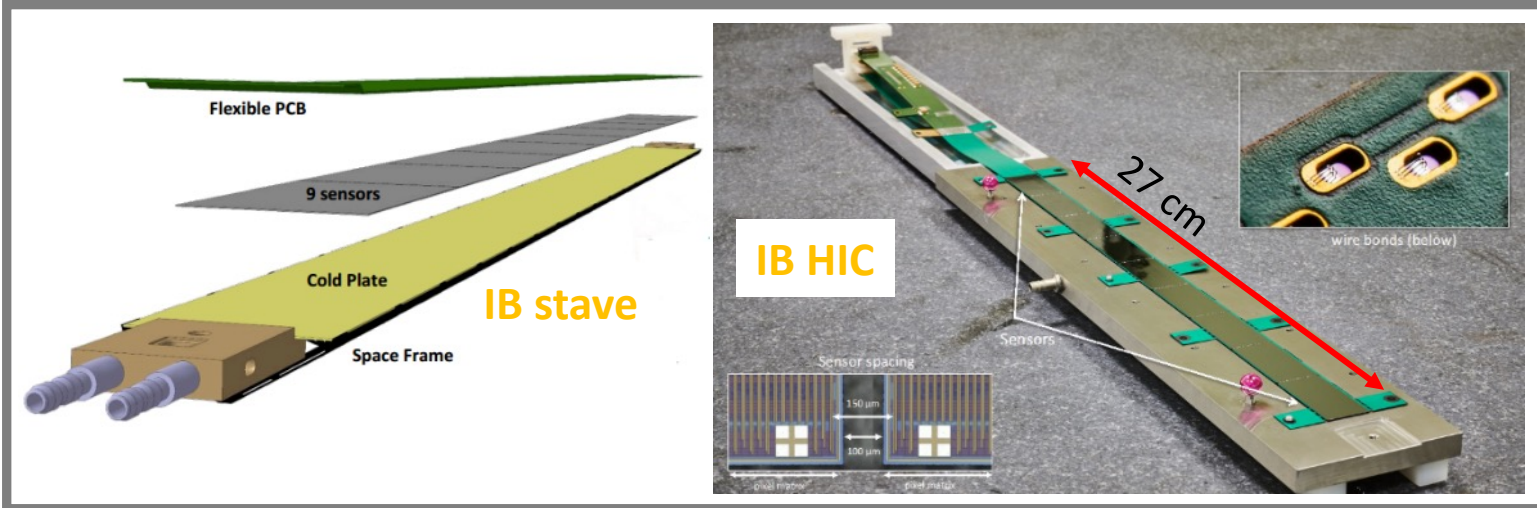 Flexible PCB
9 sensors
Cold Plate
IB stave
Space Frame
IB HIC
27 cm
wire bonds (below)
Sensors
Sensor spacing
150 µm
100 µm
pixel matrix
pixel matrix